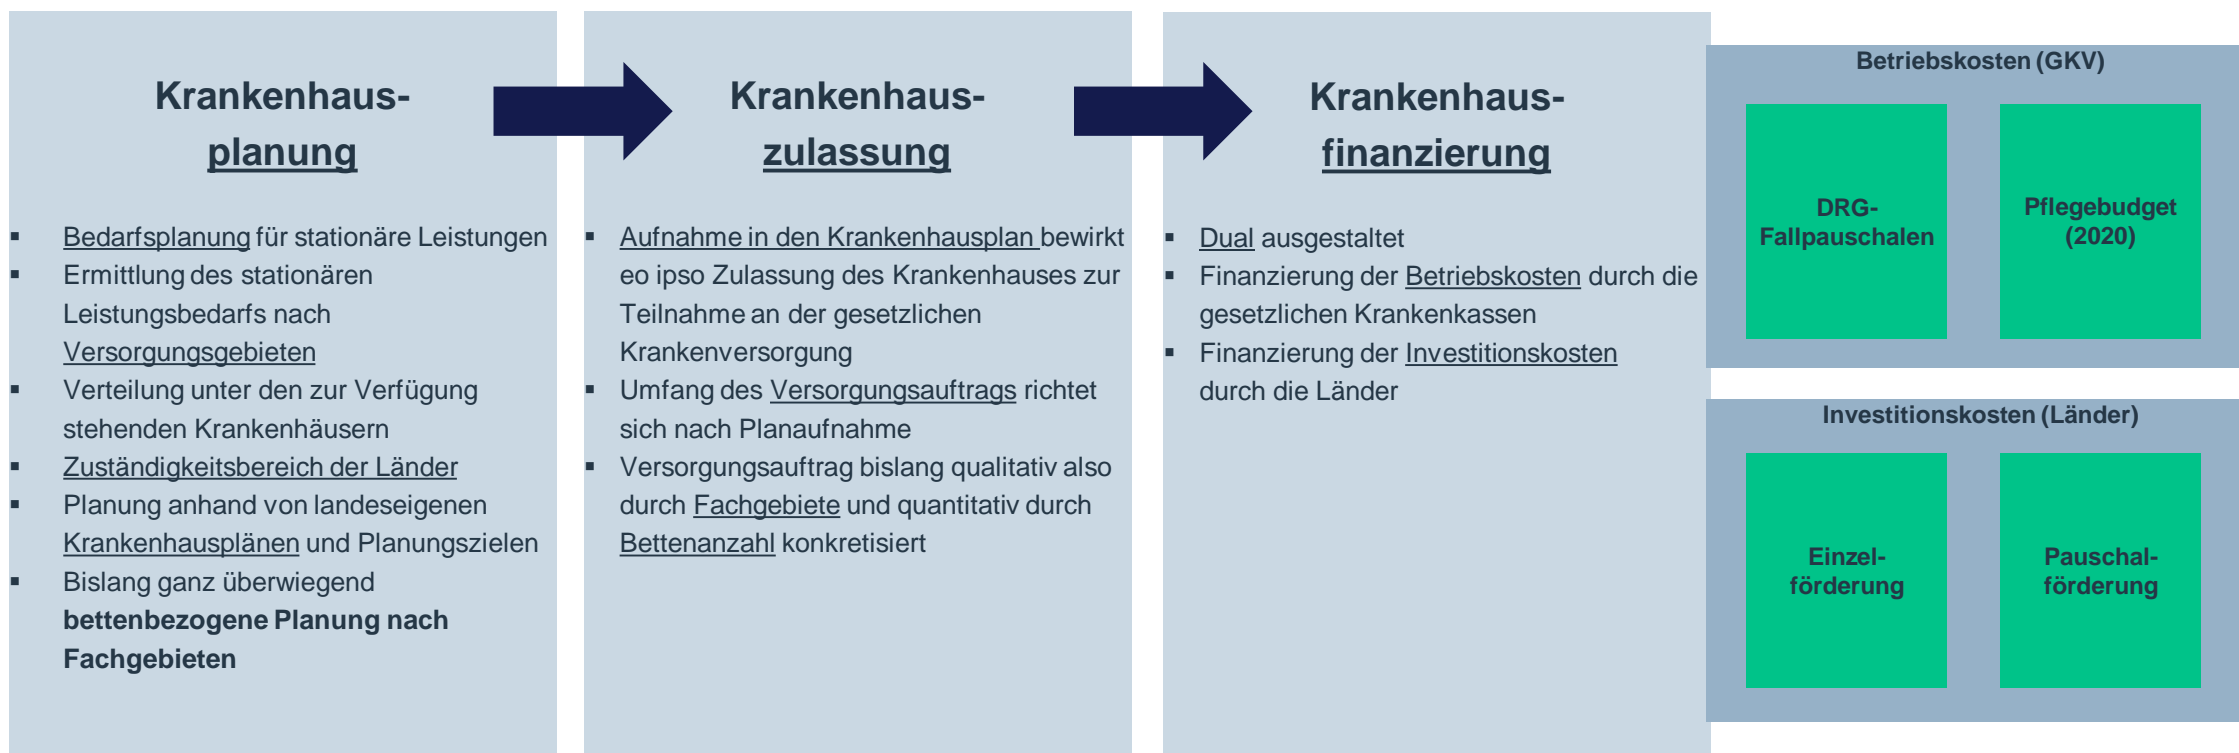 Krankenhaus-
planung
▪ Bedarfsplanung für stationäre Leistungen
▪ Ermittlung des stationären
Leistungsbedarfs nach
Versorgungsgebieten
▪ Verteilung unter den zur Verfügung
stehenden Krankenhäusern
▪ Zuständigkeitsbereich der Länder
▪ Planung anhand von landeseigenen
Krankenhausplänen und Planungszielen
▪ Bislang ganz überwiegend
bettenbezogene Planung nach
Fachgebieten
Krankenhaus-
zulassung
▪ Aufnahme in den Krankenhausplan bewirkt
eo ipso Zulassung des Krankenhauses zur
Teilnahme an der gesetzlichen
Krankenversorgung
▪ Umfang des Versorgungsauftrags richtet
sich nach Planaufnahme
▪ Versorgungsauftrag bislang qualitativ also
durch Fachgebiete und quantitativ durch
Bettenanzahl konkretisiert
Krankenhaus-
finanzierung
▪ Dual ausgestaltet
▪ Finanzierung der Betriebskosten durch die
gesetzlichen Krankenkassen
▪ Finanzierung der Investitionskosten
durch die Länder
Betriebskosten (GKV)
DRG-
Fallpauschalen
Pflegebudget
(2020)
Investitionskosten (Länder)
Einzel-
förderung
Pauschal-
förderung